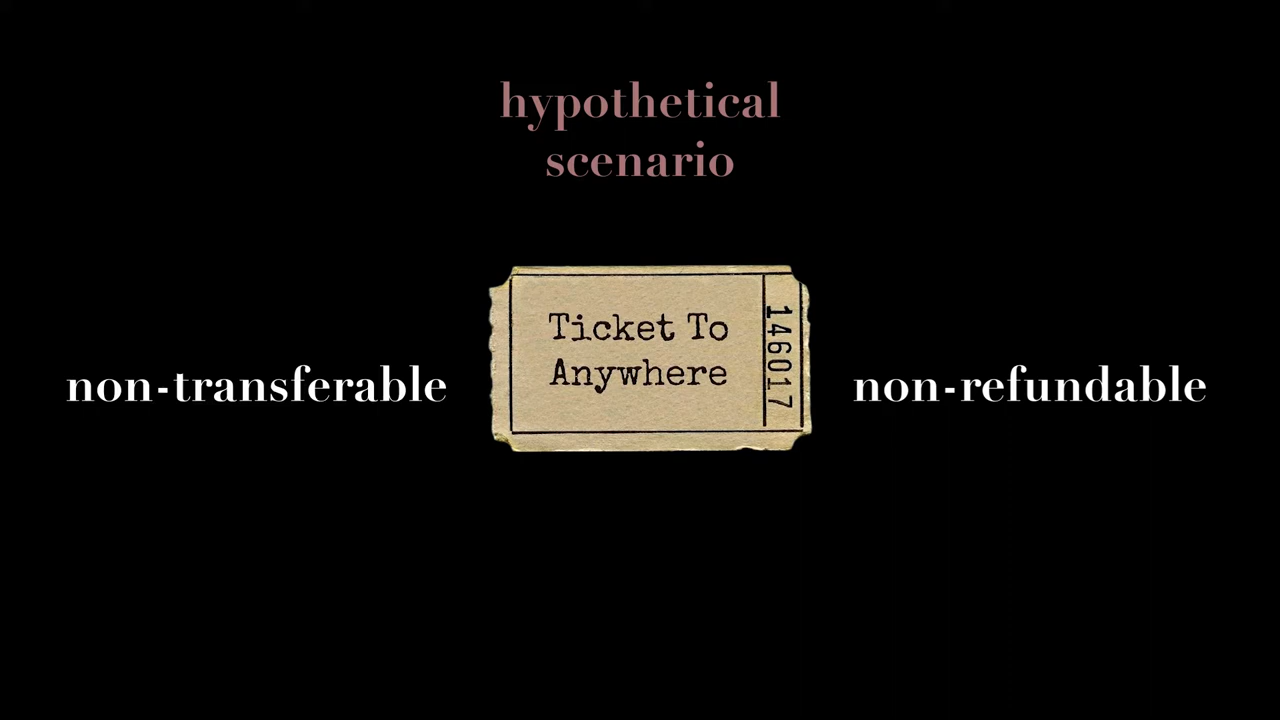 hypothetical
scenario
non-transferable
Ticket To
Anywhere
146017
non-refundable